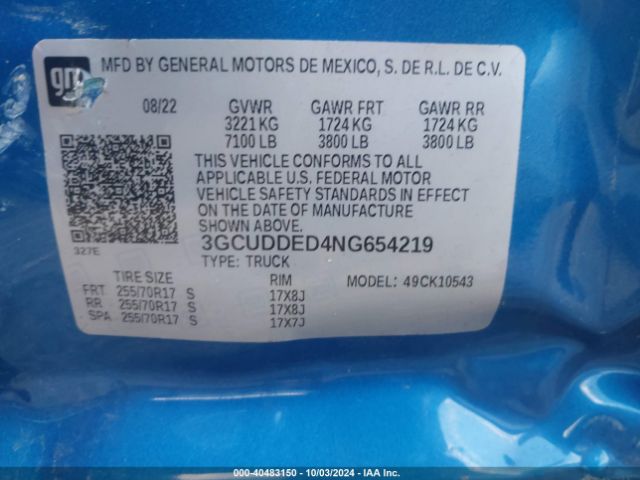 gm
MFD BY GENERAL MOTORS DE MEXICO, S. DE R.L. DE C.V.
08/22 GVWR GAWR FRT GAWR RR
3221 KG 1724 KG 1724 KG
7100 LB 3800 LB 3800 LB
THIS VEHICLE CONFORMS TO ALL
APPLICABLE U.S. FEDERAL MOTOR
VEHICLE SAFETY STANDARDS IN EFFECT
ON THE DATE OF MANUFACTURE
SHOWN ABOVE.
327E
3GCUDDED4NG654219
TYPE: TRUCK
TIRE SIZE RIM MODEL: 49CK10543
FRT 255/70R17 S 17X8J
RR 255/70R17 S 17X8J
SPA 255/70R17 S 17X7J
000-40483150 - 10/03/2024 - IAA Inc.